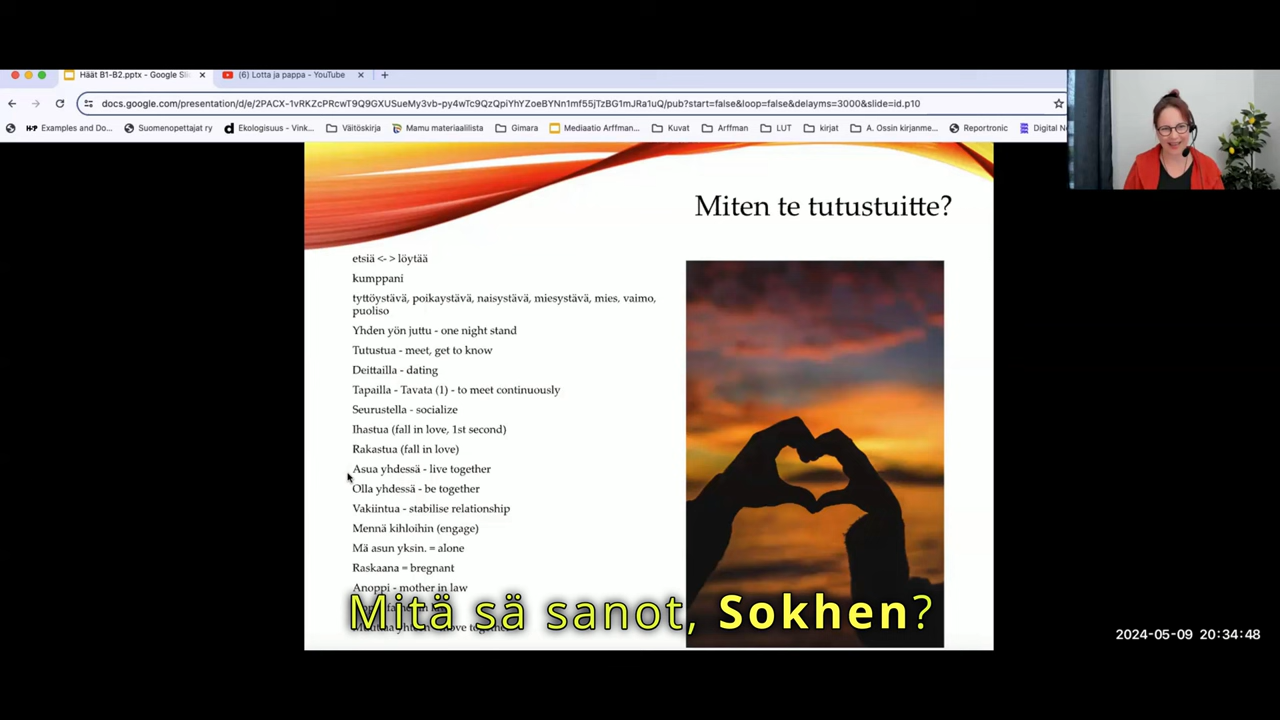 Häät B1-B2.pptx - Google Sli
(6) Lotta ja pappa - YouTube
docs.google.com/presentation/d/e/2PACX-1vRKZcPRcwT9Q9GXUSueMy3vb-py4wTc9QzQpiYhYZoeBYNn1mf55jTzBG1mJRa1uQ/pub?start=false&loop=false&delayms=3000&slide=id.p10
Examples and Do...
Suomenopettajat ry
Ekologisuus - Vink...
Väitöskirja
Mamu materiaalilista
Gimara
Mediaatio Arffman...
Kuvat
Arffman
LUT
kirjat
A. Ossin kirjanme...
Reportronic
Digital N
Miten te tutustuitte?
etsiä <- > löytää
kumppani
tyttöystävä, poikaystävä, naisystävä, miesystävä, mies, vaimo,
puoliso
Yhden yön juttu - one night stand
Tutustua - meet, get to know
Deittailla - dating
Tapailla - Tavata (1) - to meet continuously
Seurustella - socialize
Ihastua (fall in love, 1st second)
Rakastua (fall in love)
Asua yhdessä - live together
Olla yhdessä - be together
Vakiintua - stabilise relationship
Mennä kihloihin (engage)
Mä asun yksin. = alone
Raskaana = bregnant
Anoppi - mother in law
Mitä sä sanot, Sokhen?
2024-05-09 20:34:48